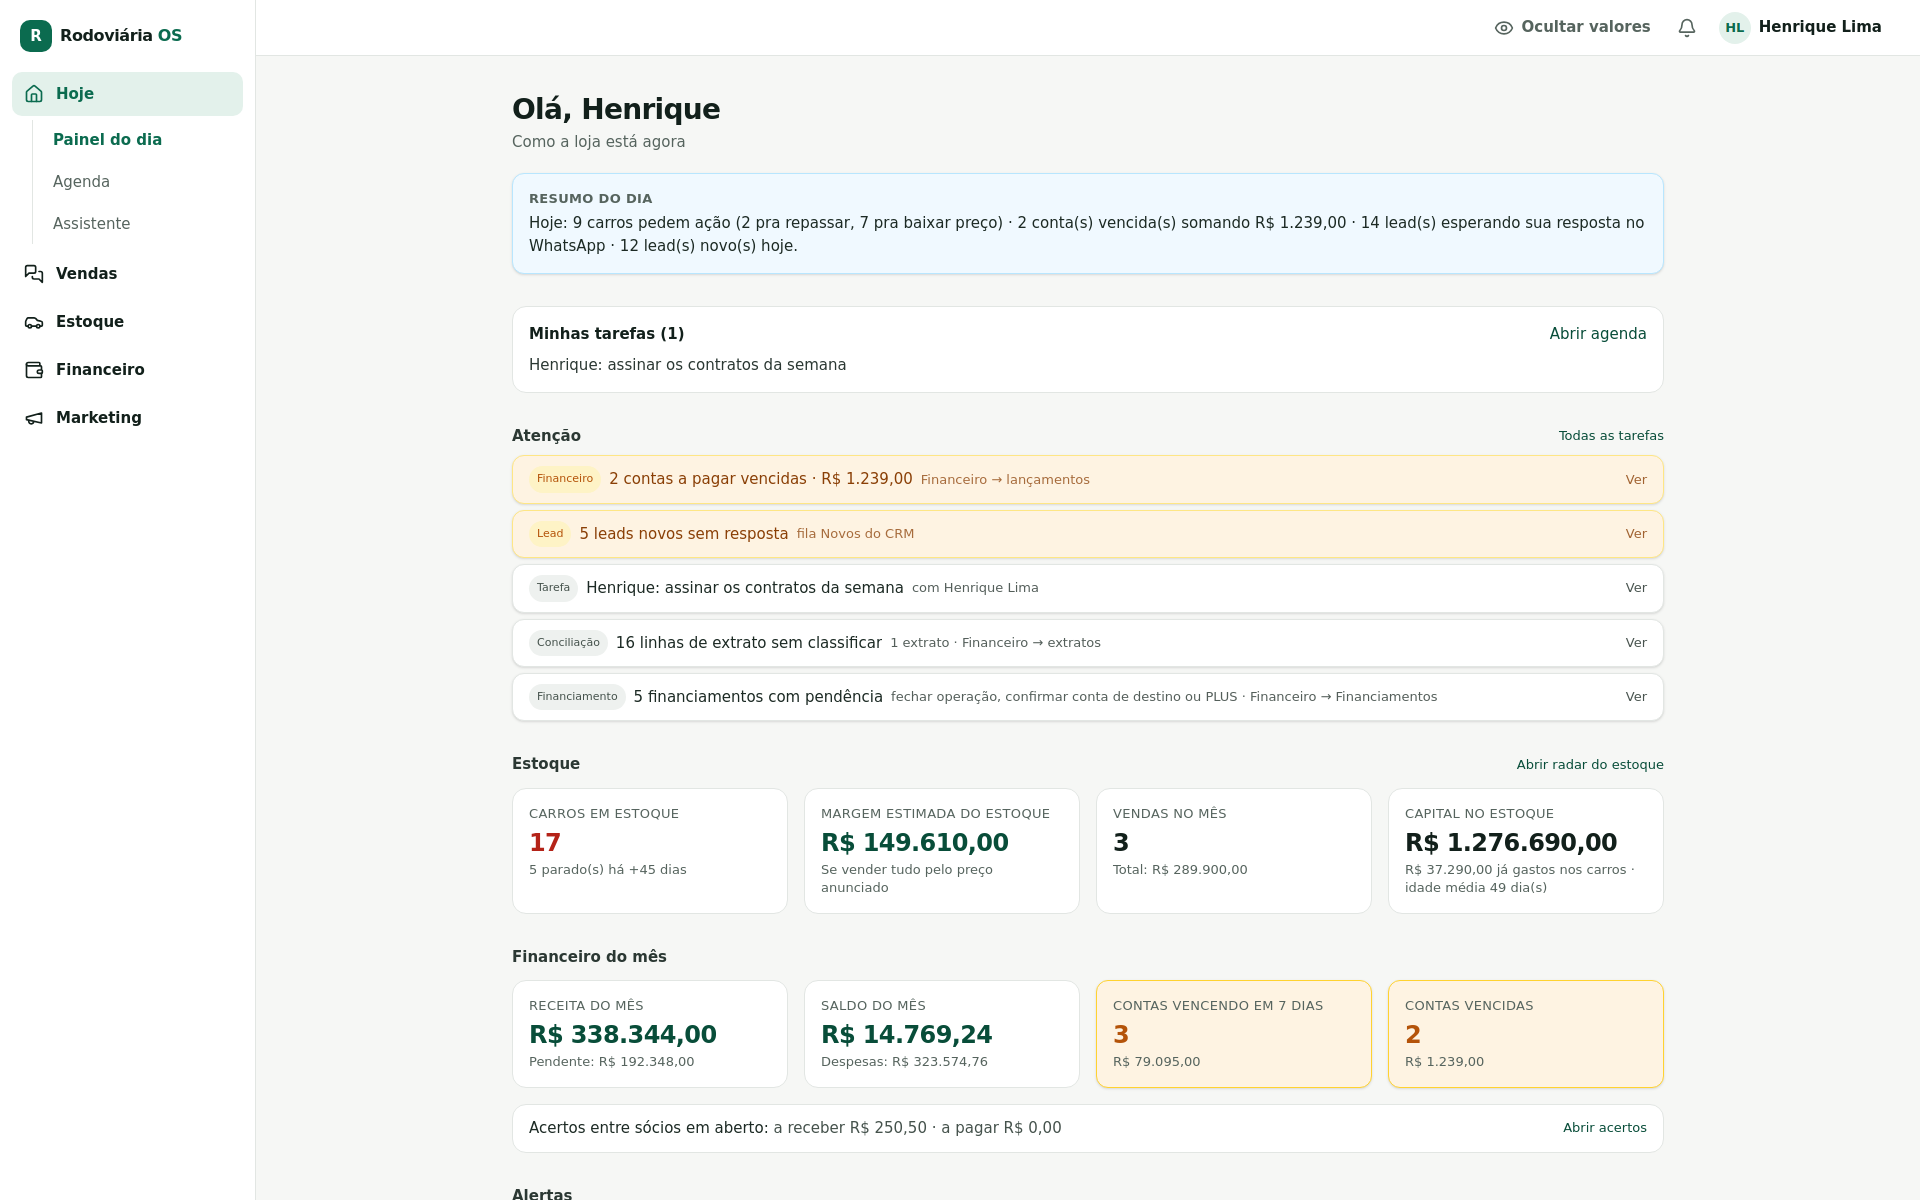 R
Rodoviária OS
Ocultar valores
HL
Henrique Lima
Hoje
Painel do dia
Agenda
Assistente
Vendas
Estoque
Financeiro
Marketing
Olá, Henrique
Como a loja está agora
RESUMO DO DIA
Hoje: 9 carros pedem ação (2 pra repassar, 7 pra baixar preço) · 2 conta(s) vencida(s) somando R$ 1.239,00 · 14 lead(s) esperando sua resposta no
WhatsApp · 12 lead(s) novo(s) hoje.
Minhas tarefas (1)
Abrir agenda
Henrique: assinar os contratos da semana
Atenção
Todas as tarefas
Financeiro 2 contas a pagar vencidas · R$ 1.239,00 Financeiro → lançamentos Ver
Lead 5 leads novos sem resposta fila Novos do CRM Ver
Tarefa Henrique: assinar os contratos da semana com Henrique Lima Ver
Conciliação 16 linhas de extrato sem classificar 1 extrato · Financeiro → extratos Ver
Financiamento 5 financiamentos com pendência fechar operação, confirmar conta de destino ou PLUS · Financeiro → Financiamentos Ver
Estoque
Abrir radar do estoque
CARROS EM ESTOQUE
17
5 parado(s) há +45 dias
MARGEM ESTIMADA DO ESTOQUE
R$ 149.610,00
Se vender tudo pelo preço
anunciado
VENDAS NO MÊS
3
Total: R$ 289.900,00
CAPITAL NO ESTOQUE
R$ 1.276.690,00
R$ 37.290,00 já gastos nos carros ·
idade média 49 dia(s)
Financeiro do mês
RECEITA DO MÊS
R$ 338.344,00
Pendente: R$ 192.348,00
SALDO DO MÊS
R$ 14.769,24
Despesas: R$ 323.574,76
CONTAS VENCENDO EM 7 DIAS
3
R$ 79.095,00
CONTAS VENCIDAS
2
R$ 1.239,00
Acertos entre sócios em aberto: a receber R$ 250,50 · a pagar R$ 0,00
Abrir acertos
Alertas